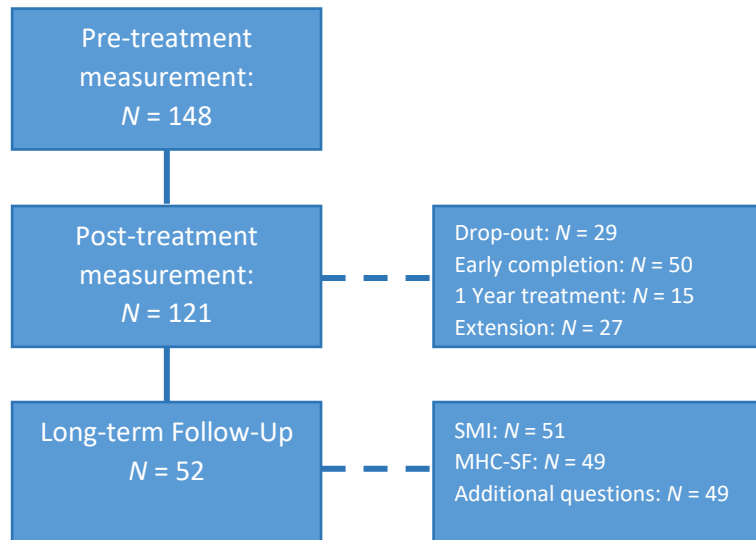 Pre-treatment
measurement:
N = 148
Post-treatment
measurement:
N = 121
Drop-out: N = 29
Early completion: N = 50
1 Year treatment: N = 15
Extension: N = 27
Long-term Follow-Up
N = 52
SMI: N = 51
MHC-SF: N = 49
Additional questions: N = 49